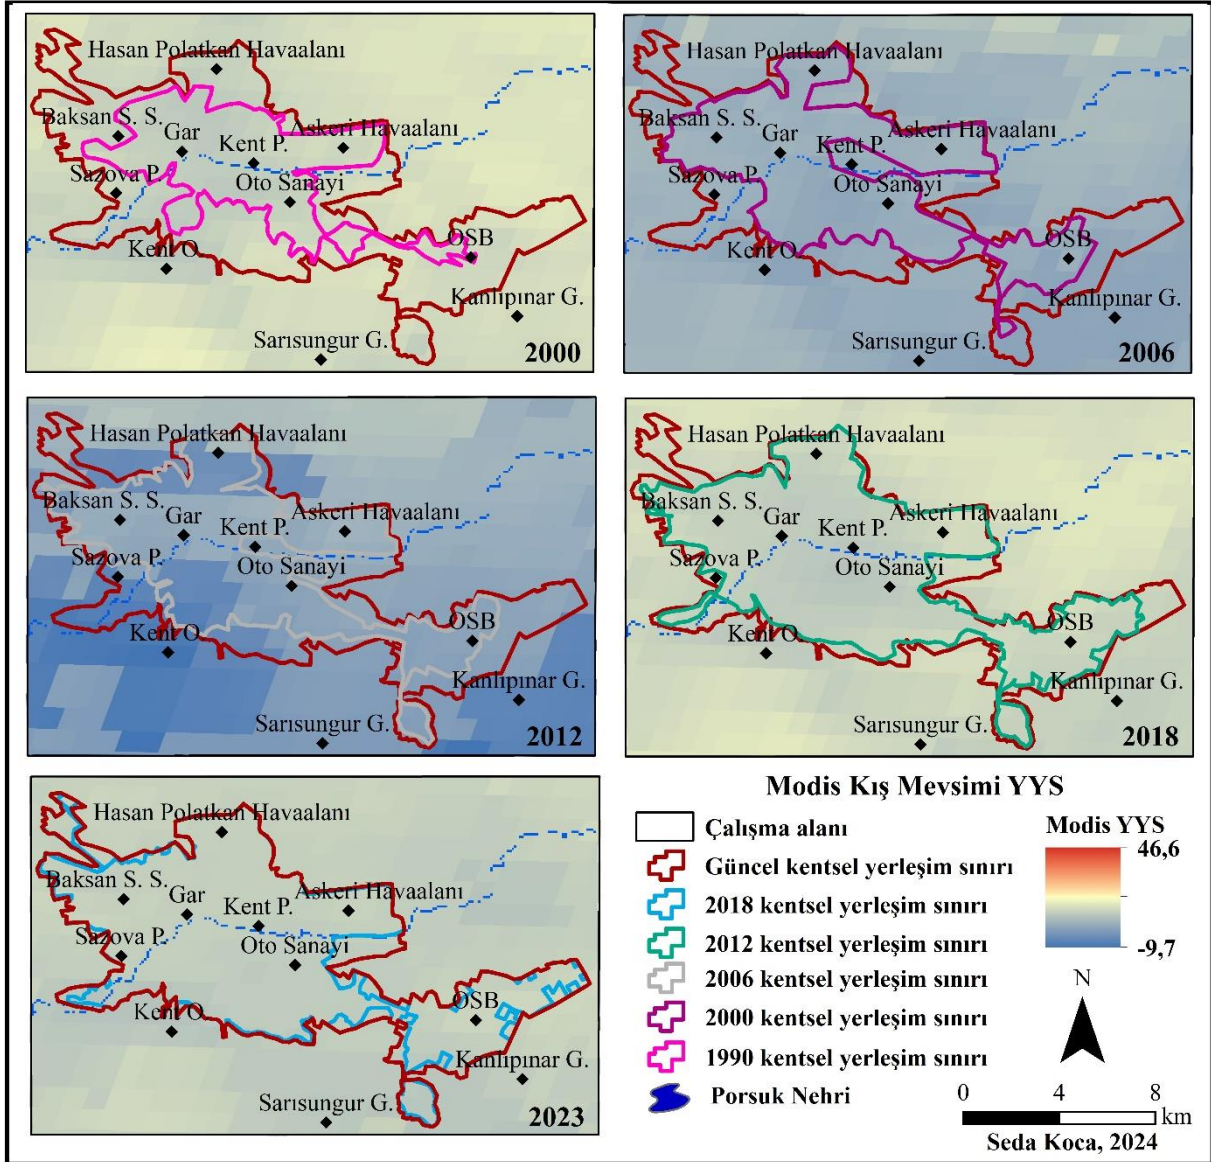 Hasan Polatkan Havaalanı
Baksan S. S.
Gar
Kent P.
Askeri Havaalanı
Sazova P.
Oto Sanayi
Kent O.
OSB
Kanlıpınar G.
Sarısungur G.
2000
Hasan Polatkan Havaalanı
Baksan S. S.
Gar
Kent P.
Askeri Havaalanı
Sazova P.
Oto Sanayi
Kent O.
OSB
Kanlıpınar G.
Sarısungur G.
2006
Hasan Polatkan Havaalanı
Baksan S. S.
Gar
Kent P.
Askeri Havaalanı
Sazova P.
Oto Sanayi
Kent O.
OSB
Kanlıpınar G.
Sarısungur G.
2012
Hasan Polatkan Havaalanı
Baksan S. S.
Gar
Kent P.
Askeri Havaalanı
Sazova P.
Oto Sanayi
Kent O.
OSB
Kanlıpınar G.
Sarısungur G.
2018
Hasan Polatkan Havaalanı
Baksan S. S.
Gar
Kent P.
Askeri Havaalanı
Sazova P.
Oto Sanayi
Kent O.
OSB
Kanlıpınar G.
Sarısungur G.
2023
Modis Kış Mevsimi YYS
Çalışma alanı
Güncel kentsel yerleşim sınırı
2018 kentsel yerleşim sınırı
2012 kentsel yerleşim sınırı
2006 kentsel yerleşim sınırı
2000 kentsel yerleşim sınırı
1990 kentsel yerleşim sınırı
Porsuk Nehri
Modis YYS
46,6
-9,7
N
0 4 8
km
Seda Koca, 2024